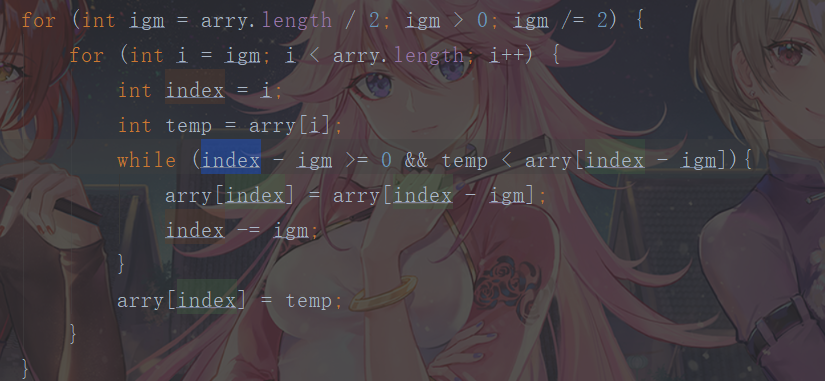 for (int igm = arry.length / 2; igm > 0; igm /= 2) {
    for (int i = igm; i < arry.length; i++) {
        int index = i;
        int temp = arry[i];
        while (index - igm >= 0 && temp < arry[index - igm]){
            arry[index] = arry[index - igm];
            index -= igm;
        }
        arry[index] = temp;
    }
}